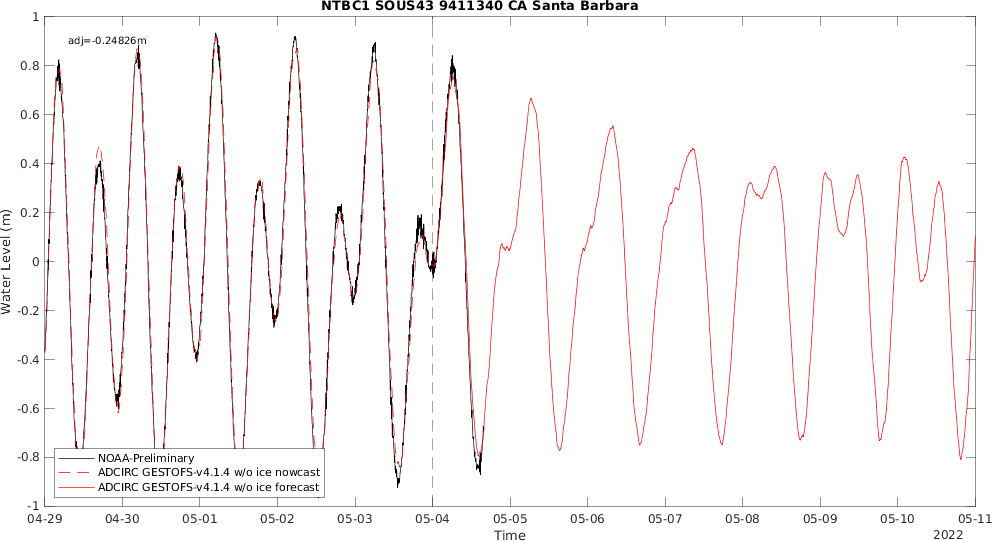 NTBC1 SOUS43 9411340 CA Santa Barbara
adj=-0.24826m
1
0.8
0.6
0.4
0.2
0
-0.2
-0.4
-0.6
-0.8
-1
Water Level (m)
NOAA-Preliminary
ADCIRC GESTOFS-v4.1.4 w/o ice nowcast
ADCIRC GESTOFS-v4.1.4 w/o ice forecast
04-29 04-30 05-01 05-02 05-03 05-04 05-05 05-06 05-07 05-08 05-09 05-10 05-11
Time
2022